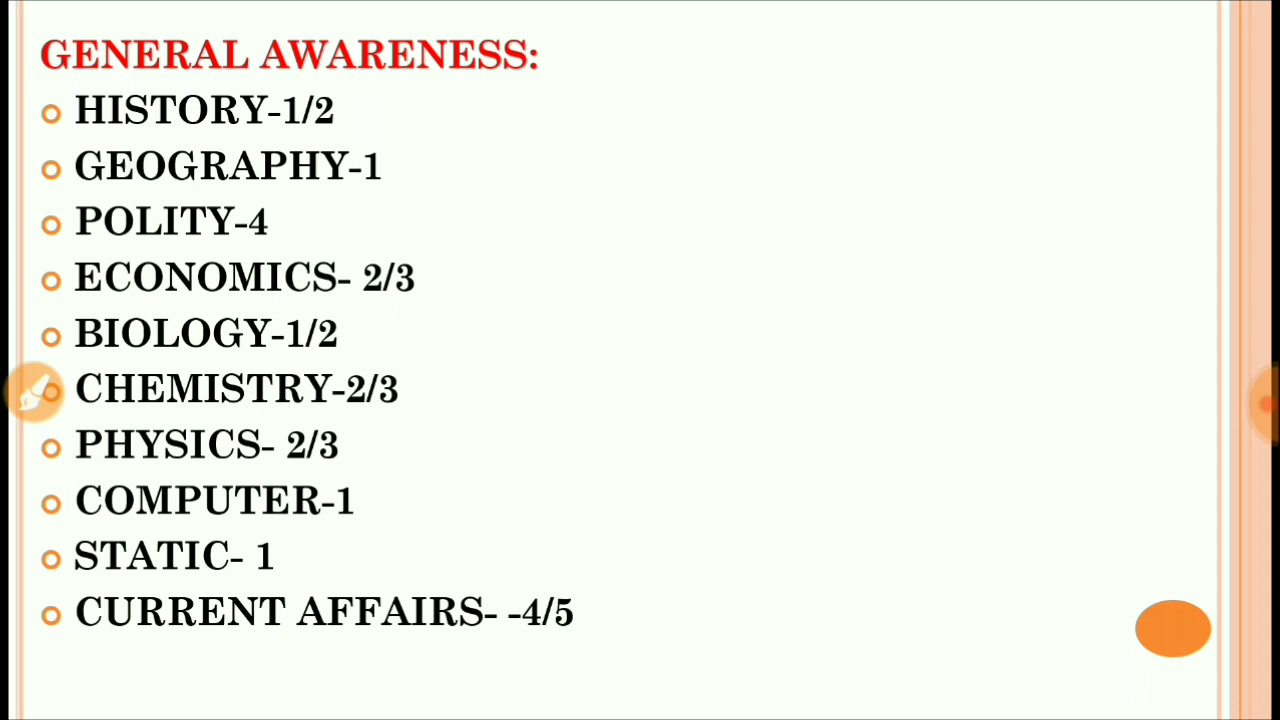 GENERAL AWARENESS:
HISTORY-1/2
GEOGRAPHY-1
POLITY-4
ECONOMICS- 2/3
BIOLOGY-1/2
CHEMISTRY-2/3
PHYSICS- 2/3
COMPUTER-1
STATIC- 1
CURRENT AFFAIRS- -4/5